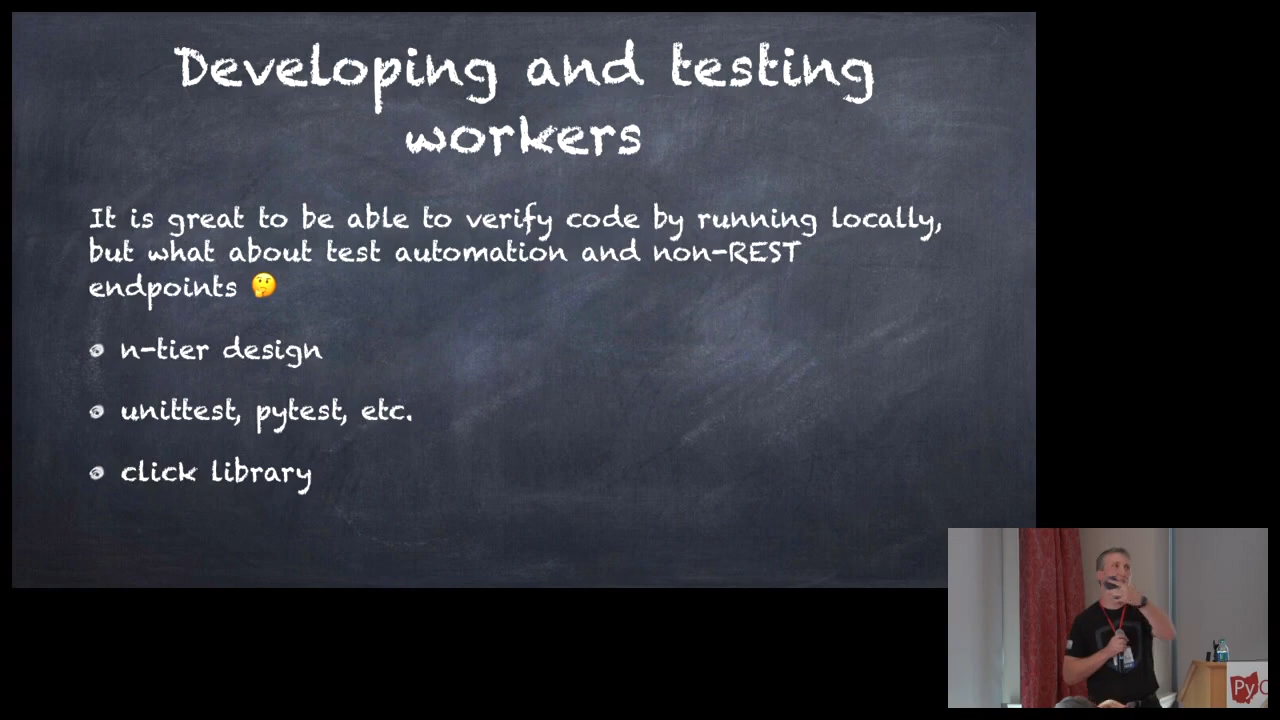 Developing and testing
workers
It is great to be able to verify code by running locally,
but what about test automation and non-REST
endpoints 🤔
n-tier design
unittest, pytest, etc.
click library
Py